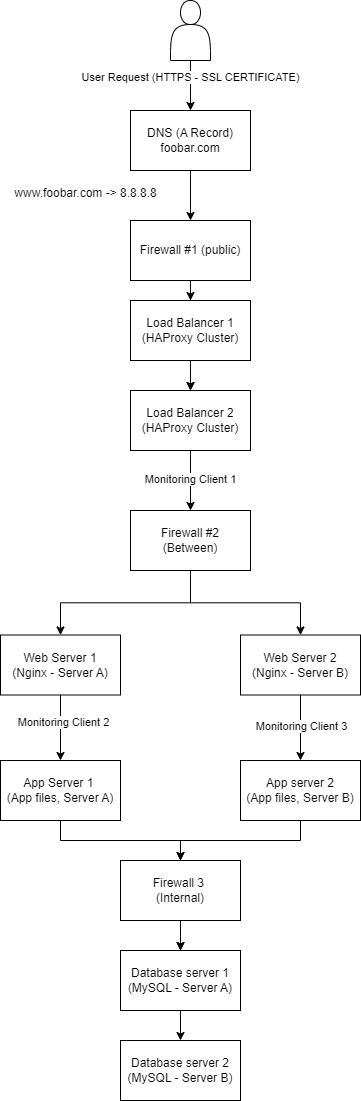 User Request (HTTPS - SSL CERTIFICATE)
DNS (A Record)
foobar.com
www.foobar.com -> 8.8.8.8
Firewall #1 (public)
Load Balancer 1
(HAProxy Cluster)
Load Balancer 2
(HAProxy Cluster)
Monitoring Client 1
Firewall #2
(Between)
Web Server 1
(Nginx - Server A)
Web Server 2
(Nginx - Server B)
Monitoring Client 2
Monitoring Client 3
App Server 1
(App files, Server A)
App server 2
(App files, Server B)
Firewall 3
(Internal)
Database server 1
(MySQL - Server A)
Database server 2
(MySQL - Server B)